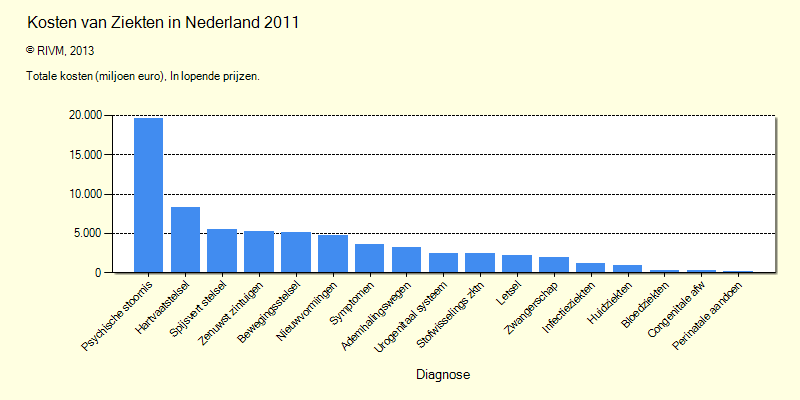 Kosten van Ziekten in Nederland 2011
© RIVM, 2013
Totale kosten (miljoen euro), In lopende prijzen.
20.000
15.000
10.000
5.000
0
Psychische stoornis
Hartvaatstelsel
Spijsvert stelsel
Zenuwst zintuigen
Bewegingsstelsel
Nieuwvormingen
Symptomen
Ademhalingswegen
Urogenitaal systeem
Stofwisselings zktn
Letsel
Zwangerschap
Infectieziekten
Huidziekten
Bloedziekten
Congenitale afw
Perinatale aandoen
Diagnose